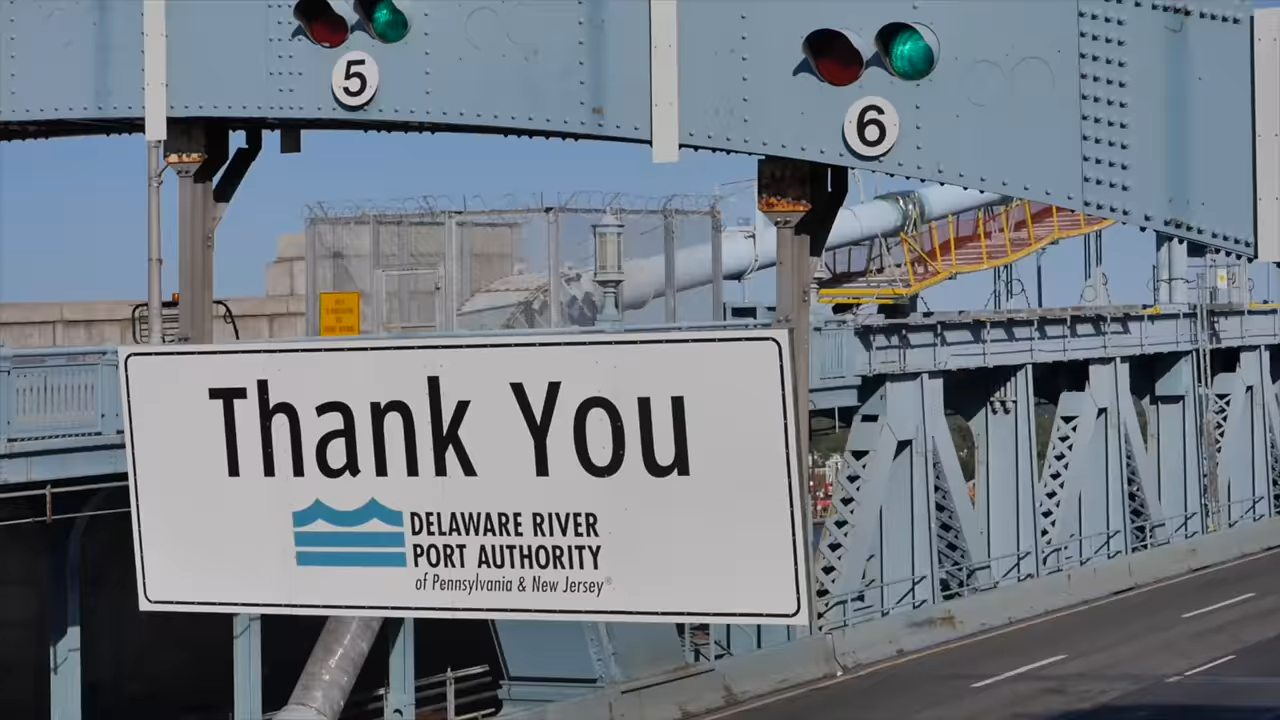 5
6
Thank You
DELAWARE RIVER
PORT AUTHORITY
of Pennsylvania & New Jersey®